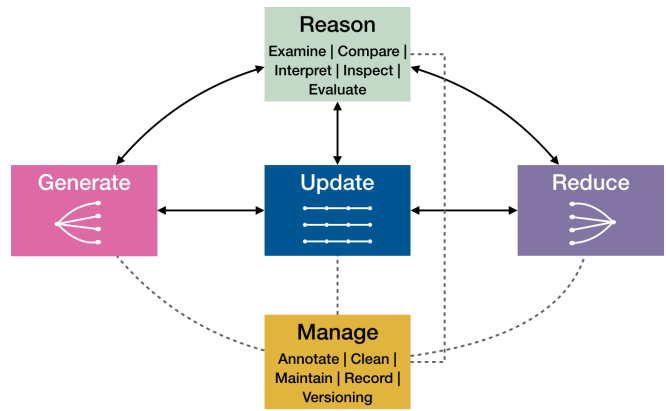 Reason
Examine | Compare |
Interpret | Inspect |
Evaluate
Generate
Update
Reduce
Manage
Annotate | Clean |
Maintain | Record |
Versioning